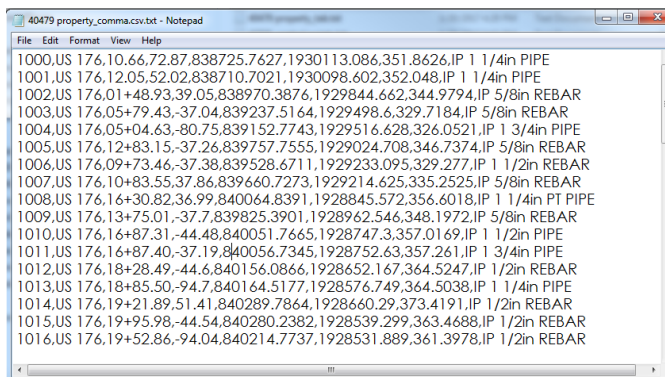 40479 property_comma.csv.txt - Notepad
File Edit Format View Help
1000,US 176,10.66,72.87,838725.7627,1930113.086,351.8626,IP 1 1/4in PIPE
1001,US 176,12.05,52.02,838710.7021,1930098.602,352.048,IP 1 1/4in PIPE
1002,US 176,01+48.93,39.05,838970.3876,1929844.662,344.9794,IP 5/8in REBAR
1003,US 176,05+79.43,-37.04,839237.5164,1929498.6,329.7184,IP 5/8in REBAR
1004,US 176,05+04.63,-80.75,839152.7743,1929516.628,326.0521,IP 1 3/4in PIPE
1005,US 176,12+83.15,-37.26,839757.7555,1929024.708,346.7374,IP 5/8in REBAR
1006,US 176,09+73.46,-37.38,839528.6711,1929233.095,329.277,IP 1 1/2in REBAR
1007,US 176,10+83.55,37.86,839660.7273,1929214.625,335.2525,IP 5/8in REBAR
1008,US 176,16+30.82,36.99,840064.8391,1928845.572,356.6018,IP 1 1/4in PT PIPE
1009,US 176,13+75.01,-37.7,839825.3901,1928962.546,348.1972,IP 5/8in REBAR
1010,US 176,16+87.31,-44.48,840051.7665,1928747.3,357.0169,IP 1 1/2in PIPE
1011,US 176,16+87.40,-37.19,840056.7345,1928752.63,357.261,IP 1 3/4in PIPE
1012,US 176,18+28.49,-44.6,840156.0866,1928652.167,364.5247,IP 1/2in REBAR
1013,US 176,18+85.50,-94.7,840164.5177,1928576.749,364.5038,IP 1 1/4in PIPE
1014,US 176,19+21.89,51.41,840289.7864,1928660.29,373.4191,IP 1/2in REBAR
1015,US 176,19+95.98,-44.54,840280.2382,1928539.299,363.4688,IP 1/2in REBAR
1016,US 176,19+52.86,-94.04,840214.7737,1928531.889,361.3978,IP 1/2in REBAR